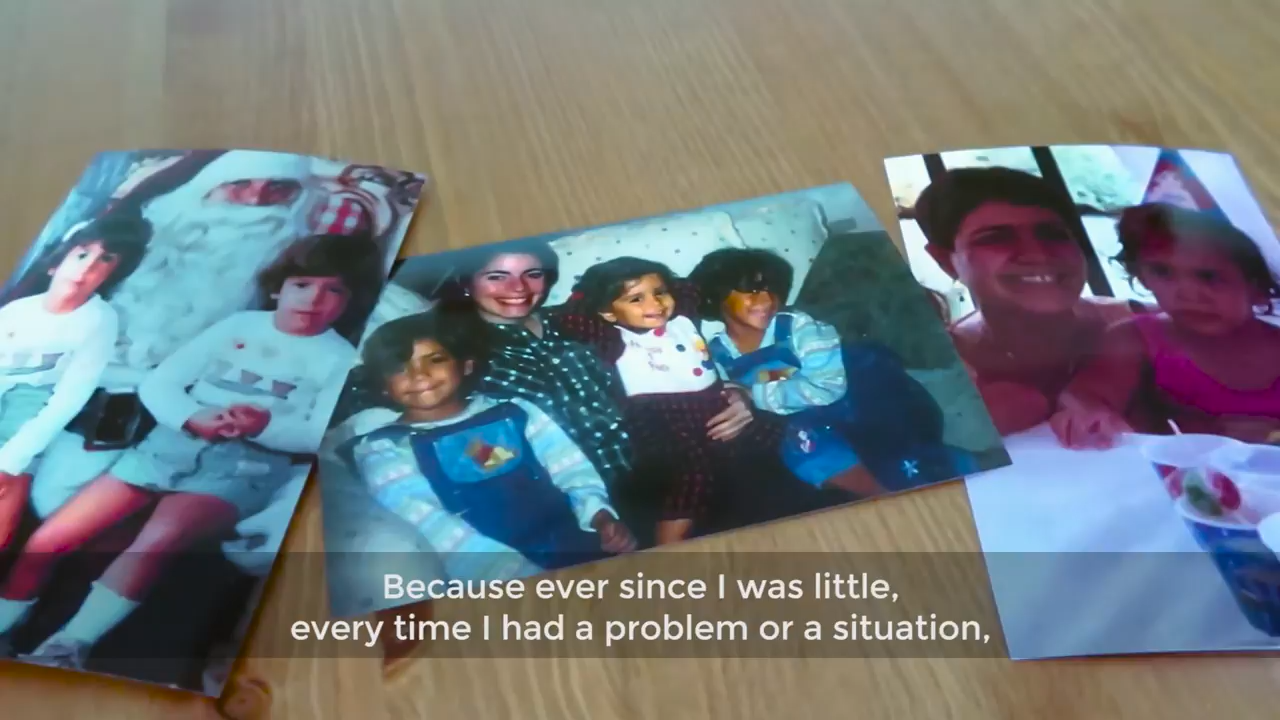 Because ever since I was little,
every time I had a problem or a situation,